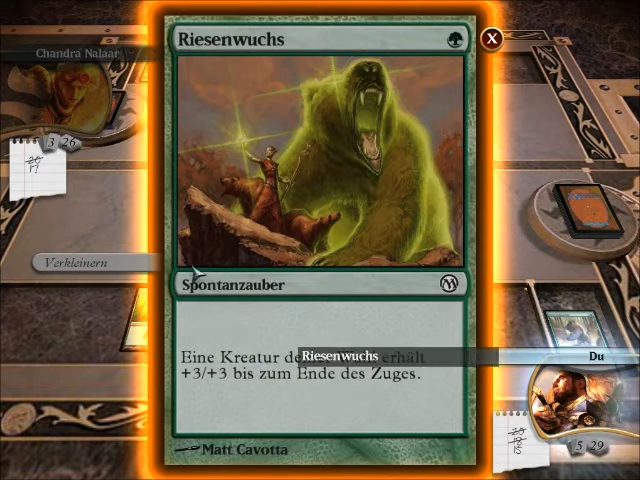 Riesenwuchs
X
Chandra Nalaar
3 26
17
Verkleinern
Spontanzauber
Riesenwuchs
Du
Eine Kreatur erhält
+3/+3 bis zum Ende des Zuges.
5 29
Matt Cavotta